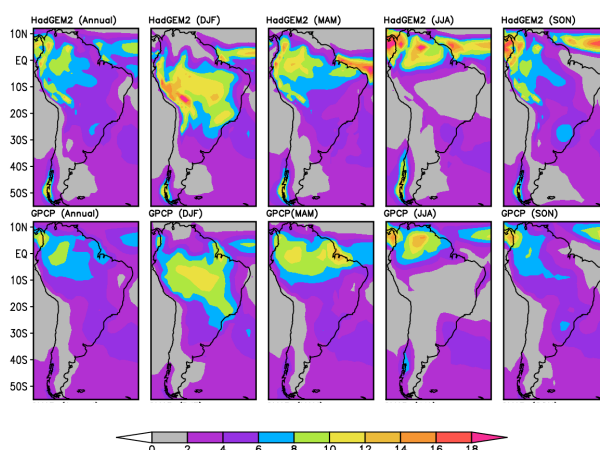 HadGEM2 (Annual) HadGEM2 (DJF) HadGEM2 (MAM) HadGEM2 (JJA) HadGEM2 (SON)
10N
EQ
10S
20S
30S
40S
50S
GPCP (Annual) GPCP (DJF) GPCP(MAM) GPCP (JJA) GPCP (SON)
10N
EQ
10S
20S
30S
40S
50S
0 2 4 6 8 10 12 14 16 18